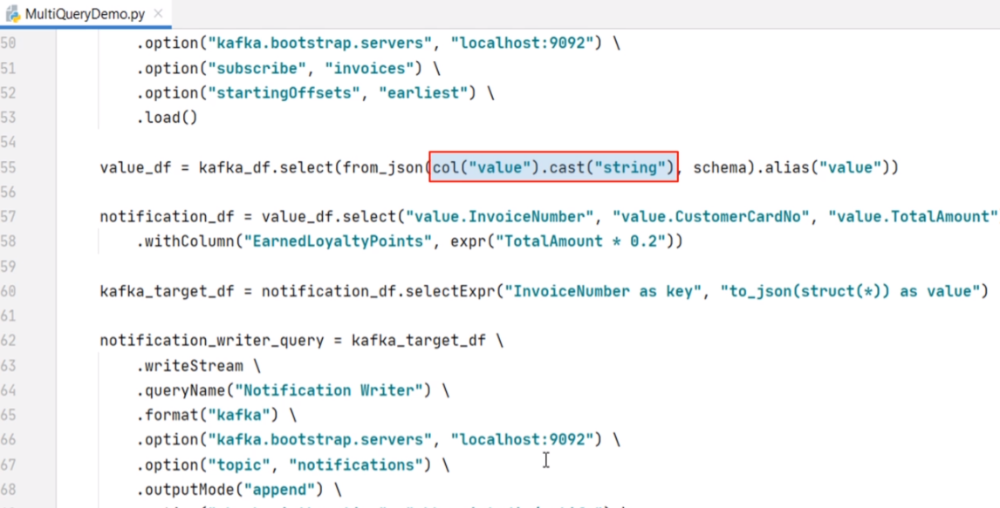 MultiQueryDemo.py ×
50 .option("kafka.bootstrap.servers", "localhost:9092") \
51 .option("subscribe", "invoices") \
52 .option("startingOffsets", "earliest") \
53 .load()
54
55 value_df = kafka_df.select(from_json(col("value").cast("string"), schema).alias("value"))
56
57 notification_df = value_df.select("value.InvoiceNumber", "value.CustomerCardNo", "value.TotalAmount"
58 .withColumn("EarnedLoyaltyPoints", expr("TotalAmount * 0.2"))
59
60 kafka_target_df = notification_df.selectExpr("InvoiceNumber as key", "to_json(struct(*)) as value")
61
62 notification_writer_query = kafka_target_df \
63 .writeStream \
64 .queryName("Notification Writer") \
65 .format("kafka") \
66 .option("kafka.bootstrap.servers", "localhost:9092") \
67 .option("topic", "notifications") \
68 .outputMode("append") \